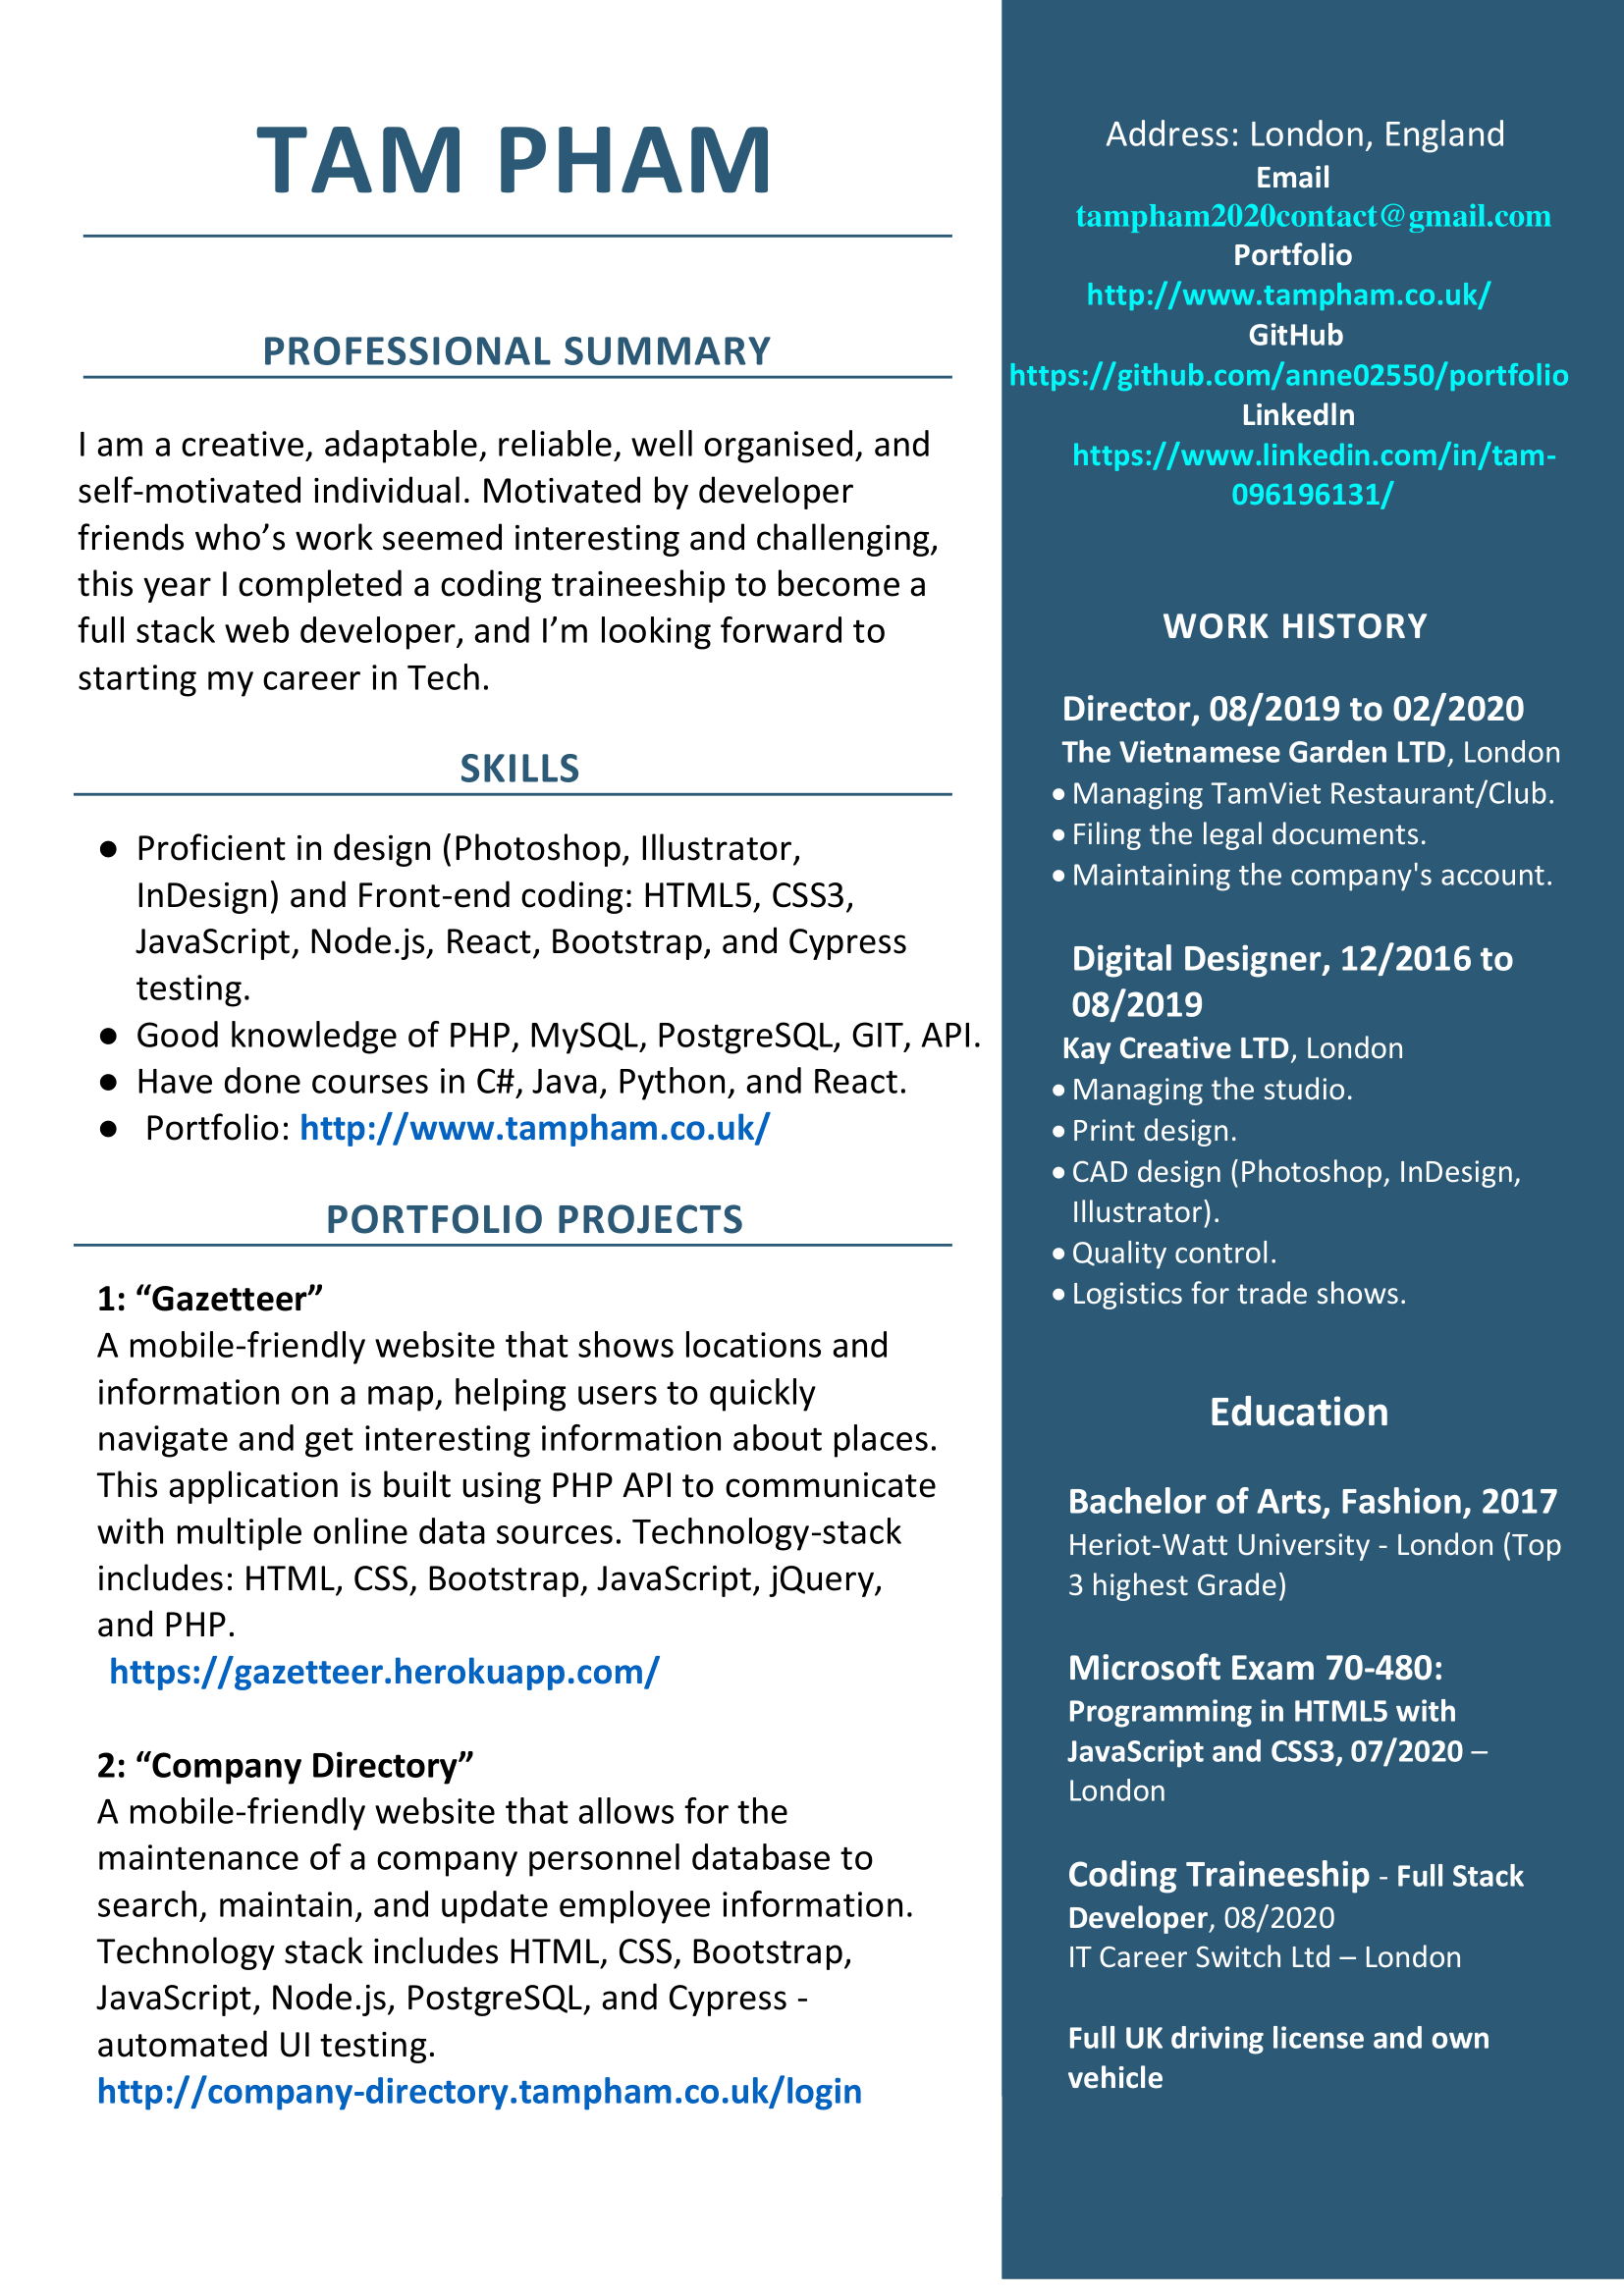 TAM PHAM
PROFESSIONAL SUMMARY
I am a creative, adaptable, reliable, well organised, and
self-motivated individual. Motivated by developer
friends who’s work seemed interesting and challenging,
this year I completed a coding traineeship to become a
full stack web developer, and I’m looking forward to
starting my career in Tech.
SKILLS
● Proficient in design (Photoshop, Illustrator,
InDesign) and Front-end coding: HTML5, CSS3,
JavaScript, Node.js, React, Bootstrap, and Cypress
testing.
● Good knowledge of PHP, MySQL, PostgreSQL, GIT, API.
● Have done courses in C#, Java, Python, and React.
● Portfolio: http://www.tampham.co.uk/
PORTFOLIO PROJECTS
1: “Gazetteer”
A mobile-friendly website that shows locations and
information on a map, helping users to quickly
navigate and get interesting information about places.
This application is built using PHP API to communicate
with multiple online data sources. Technology-stack
includes: HTML, CSS, Bootstrap, JavaScript, jQuery,
and PHP.
https://gazetteer.herokuapp.com/
2: “Company Directory”
A mobile-friendly website that allows for the
maintenance of a company personnel database to
search, maintain, and update employee information.
Technology stack includes HTML, CSS, Bootstrap,
JavaScript, Node.js, PostgreSQL, and Cypress -
automated UI testing.
http://company-directory.tampham.co.uk/login
Address: London, England
Email
tampham2020contact@gmail.com
Portfolio
http://www.tampham.co.uk/
GitHub
https://github.com/anne02550/portfolio
LinkedIn
https://www.linkedin.com/in/tam-
096196131/
WORK HISTORY
Director, 08/2019 to 02/2020
The Vietnamese Garden LTD, London
• Managing TamViet Restaurant/Club.
• Filing the legal documents.
• Maintaining the company's account.
Digital Designer, 12/2016 to
08/2019
Kay Creative LTD, London
• Managing the studio.
• Print design.
• CAD design (Photoshop, InDesign,
Illustrator).
• Quality control.
• Logistics for trade shows.
Education
Bachelor of Arts, Fashion, 2017
Heriot-Watt University - London (Top
3 highest Grade)
Microsoft Exam 70-480:
Programming in HTML5 with
JavaScript and CSS3, 07/2020 –
London
Coding Traineeship - Full Stack
Developer, 08/2020
IT Career Switch Ltd – London
Full UK driving license and own
vehicle